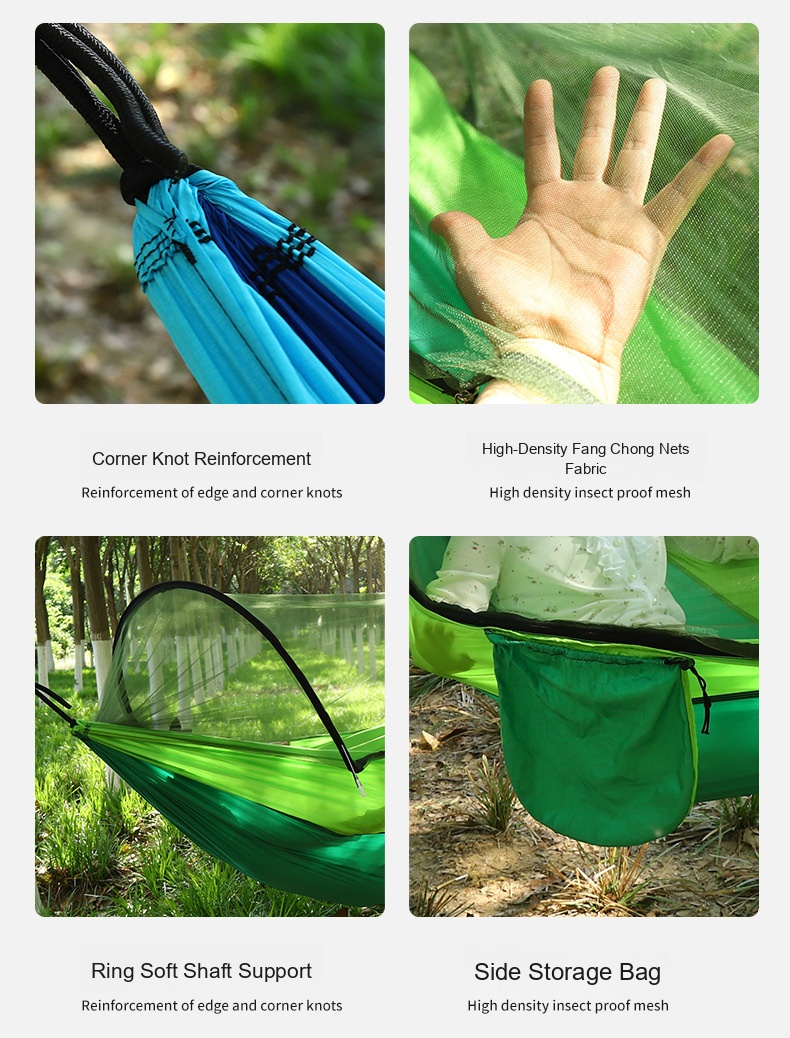 Corner Knot Reinforcement
Reinforcement of edge and corner knots
High-Density Fang Chong Nets
Fabric
High density insect proof mesh
Ring Soft Shaft Support
Reinforcement of edge and corner knots
Side Storage Bag
High density insect proof mesh